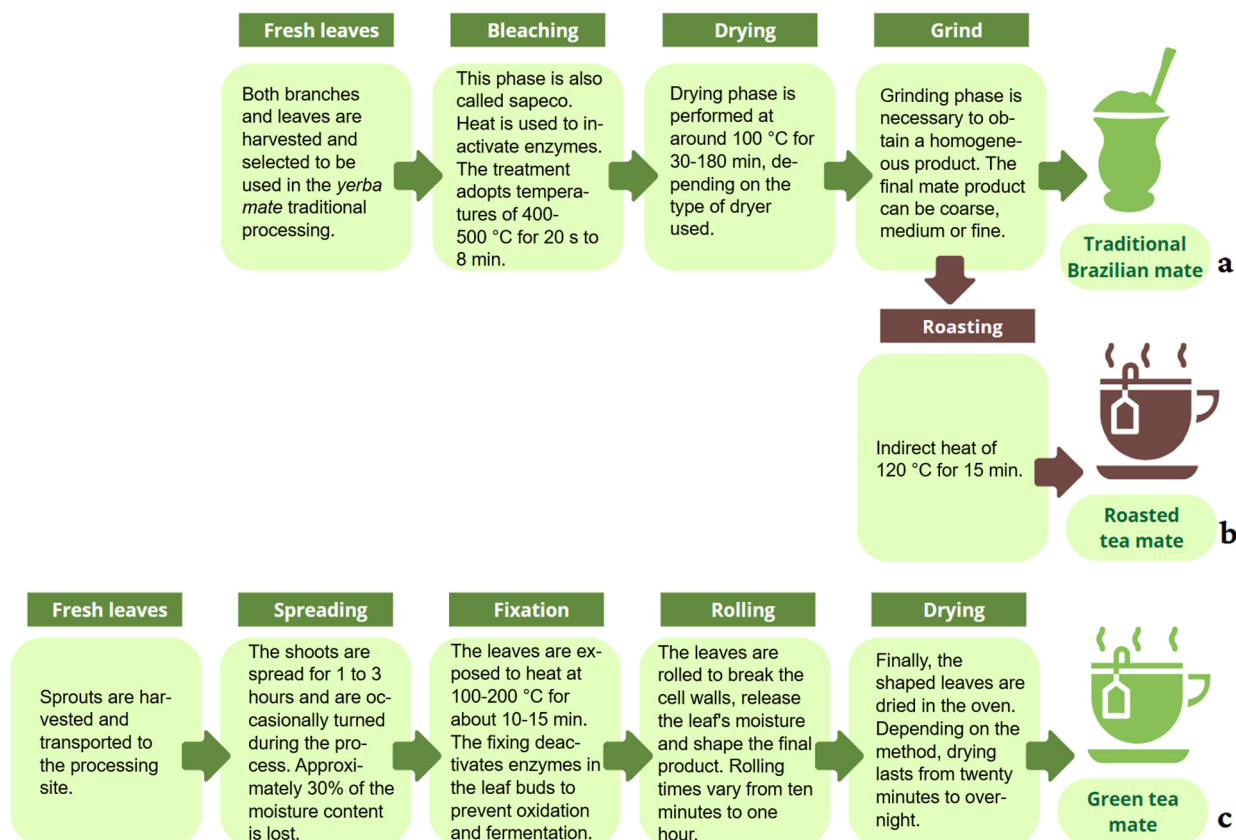 Fresh leaves
Both branches
and leaves are
harvested and
selected to be
used in the yerba
mate traditional
processing.
Bleaching
This phase is also
called sapeco.
Heat is used to in-
activate enzymes.
The treatment
adopts tempera-
tures of 400-
500 °C for 20 s to
8 min.
Drying
Drying phase is
performed at
around 100 °C for
30-180 min, de-
pending on the
type of dryer
used.
Grind
Grinding phase is
necessary to ob-
tain a homogene-
ous product. The
final mate product
can be coarse,
medium or fine.
Traditional
Brazilian mate
a
Roasting
Indirect heat of
120 °C for 15 min.
Roasted
tea mate
b
Fresh leaves
Sprouts are har-
vested and
transported to
the processing
site.
Spreading
The shoots are
spread for 1 to 3
hours and are oc-
casionally turned
during the pro-
cess. Approxi-
mately 30% of the
moisture content
is lost.
Fixation
The leaves are ex-
posed to heat at
100-200 °C for
about 10-15 min.
The fixing deac-
tivates enzymes in
the leaf buds to
prevent oxidation
and fermentation.
Rolling
The leaves are
rolled to break the
cell walls, release
the leaf's moisture
and shape the final
product. Rolling
times vary from ten
minutes to one
hour.
Drying
Finally, the
shaped leaves are
dried in the oven.
Depending on the
method, drying
lasts from twenty
minutes to over-
night.
Green tea
mate
c